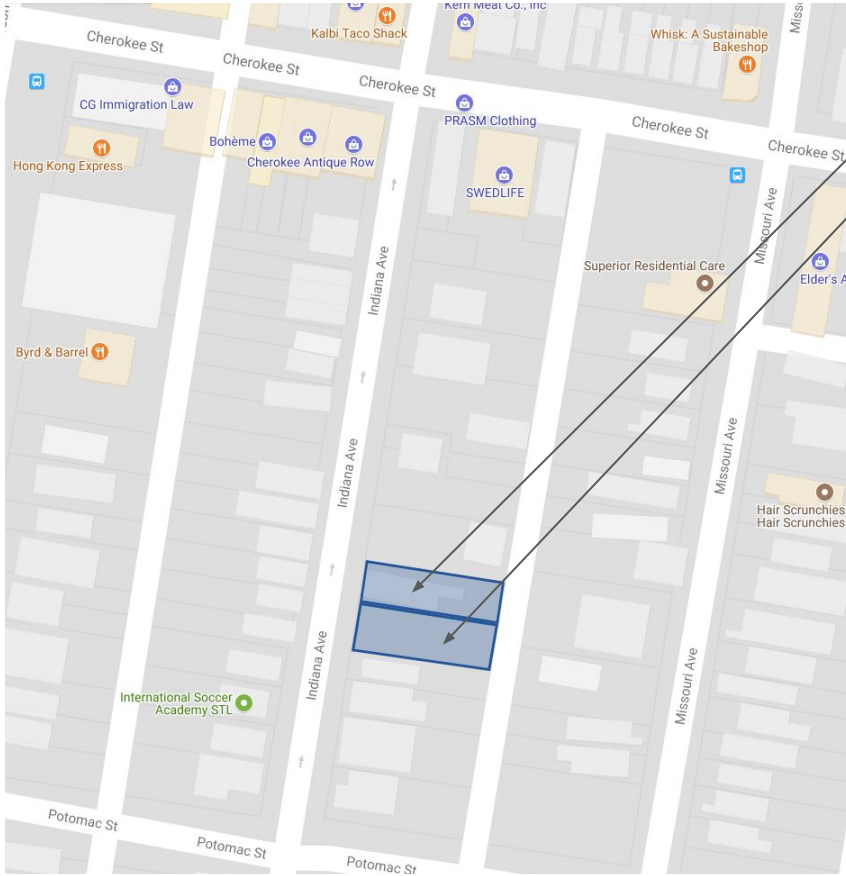 Kern Meat Co., Inc
Kalbi Taco Shack
Whisk: A Sustainable
Bakeshop
Cherokee St
Cherokee St
Cherokee St
CG Immigration Law
PRASM Clothing
Cherokee St
Cherokee St
Bohème
Cherokee Antique Row
Hong Kong Express
SWEDLIFE
Missouri Ave
Indiana Ave
Superior Residential Care
Elder's A
Byrd & Barrel
Indiana Ave
Missouri Ave
Hair Scrunchies
Hair Scrunchies
Indiana Ave
Missouri Ave
International Soccer
Academy STL
Potomac St
Potomac St
Potomac St